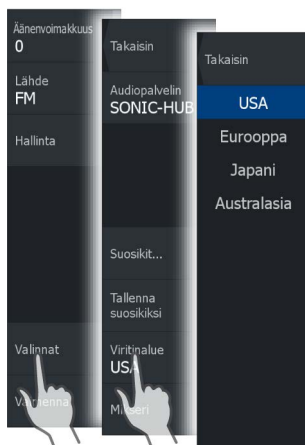 Äänenvoimakkuus
0
Lähde
FM
Hallinta
Valinnat
Takaisin
Audiopalvelin
SONIC-HUB
Suosikit...
Tallenna
suosikiksi
Viritinalue
USA
Takaisin
USA
Eurooppa
Japani
Australasia